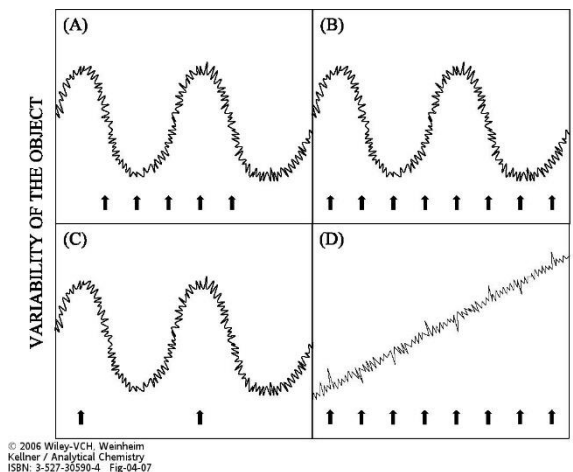 (A)
(B)
VARIABILITY OF THE OBJECT
(C)
(D)
© 2006 Wiley-VCH, Weinheim
Kellner / Analytical Chemistry
ISBN: 3-527-30590-4 Fig-04-07